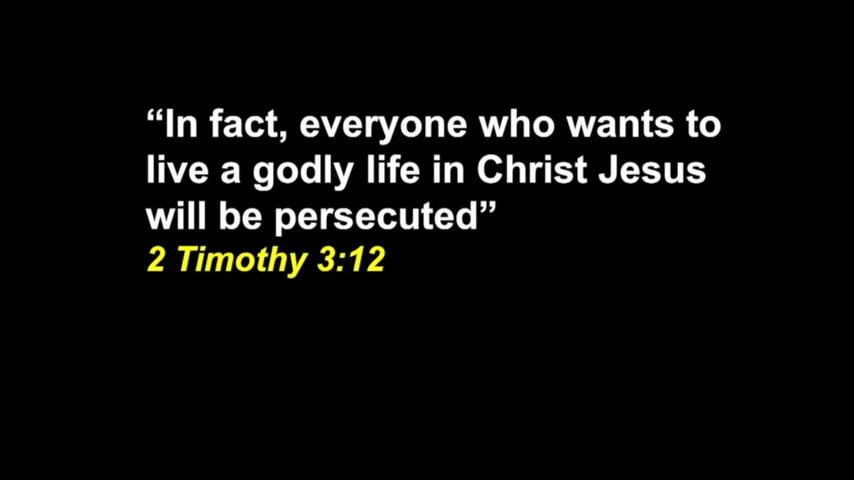 “In fact, everyone who wants to
live a godly life in Christ Jesus
will be persecuted”
2 Timothy 3:12